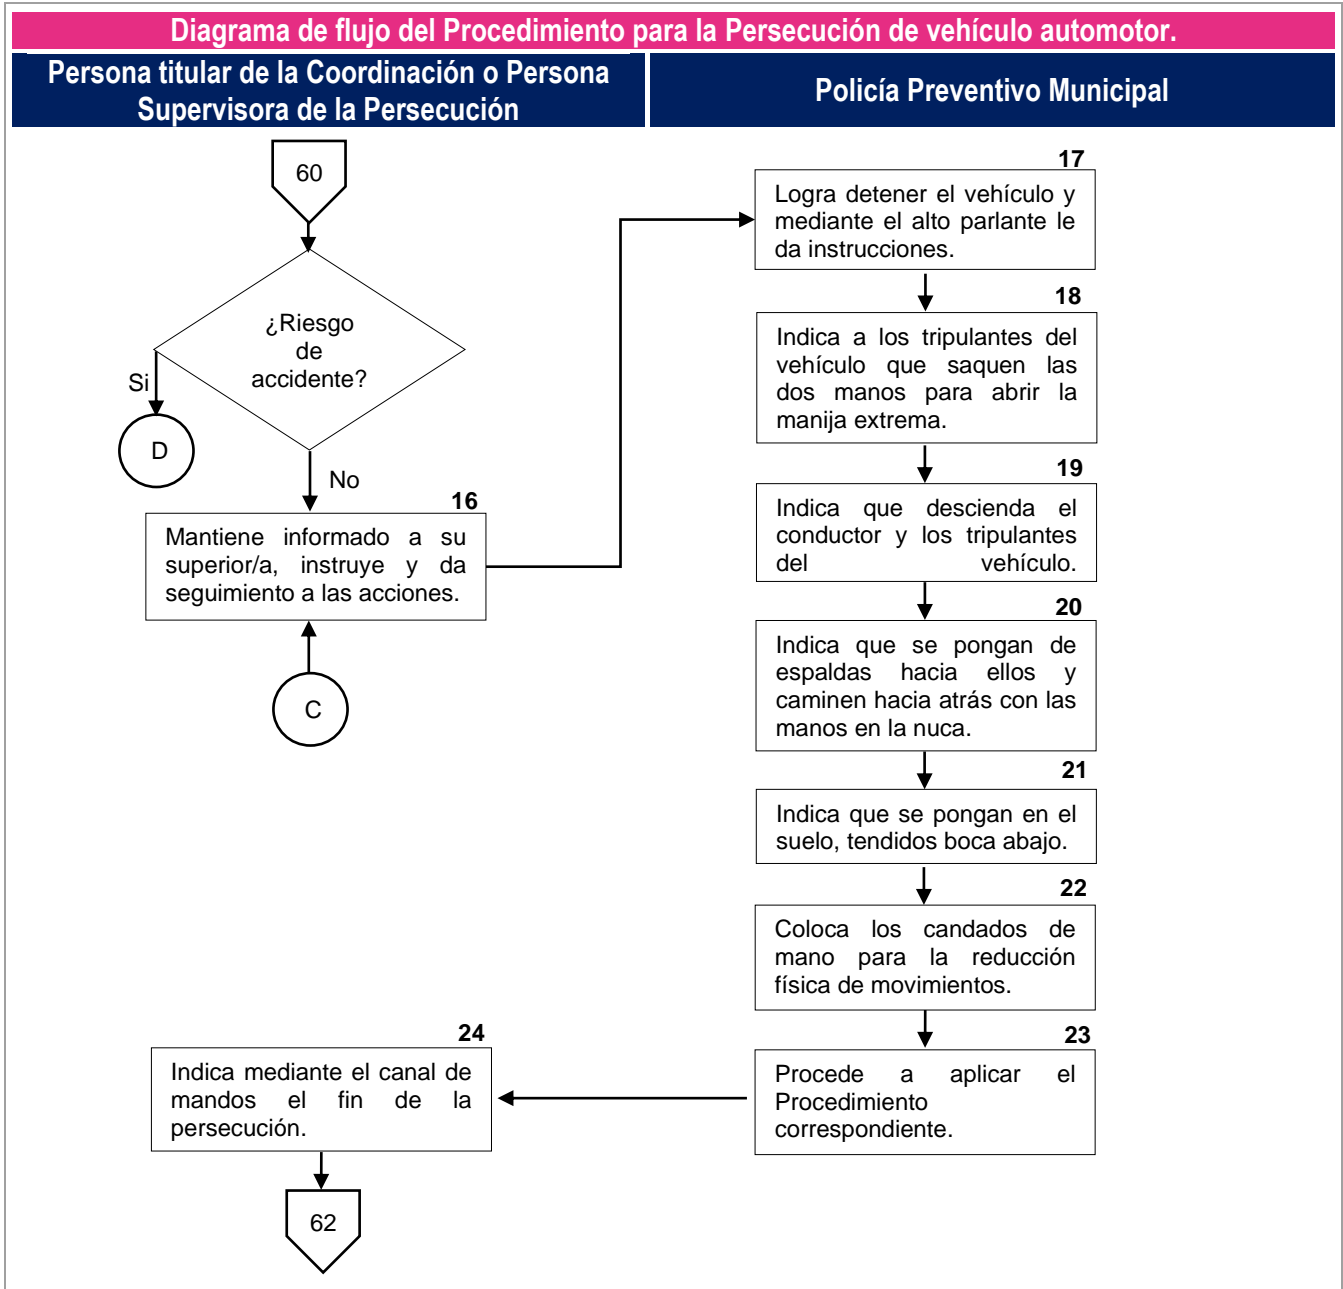 Diagrama de flujo del Procedimiento para la Persecución de vehículo automotor.
Persona titular de la Coordinación o Persona
Supervisora de la Persecución
Policía Preventivo Municipal
60
¿Riesgo
de
accidente?
Si
D
No
16
Mantiene informado a su
superior/a, instruye y da
seguimiento a las acciones.
C
17
Logra detener el vehículo y
mediante el alto parlante le
da instrucciones.
18
Indica a los tripulantes del
vehículo que saquen las
dos manos para abrir la
manija extrema.
19
Indica que descienda el
conductor y los tripulantes
del vehículo.
20
Indica que se pongan de
espaldas hacia ellos y
caminen hacia atrás con las
manos en la nuca.
21
Indica que se pongan en el
suelo, tendidos boca abajo.
22
Coloca los candados de
mano para la reducción
física de movimientos.
23
Procede a aplicar el
Procedimiento
correspondiente.
24
Indica mediante el canal de
mandos el fin de la
persecución.
62